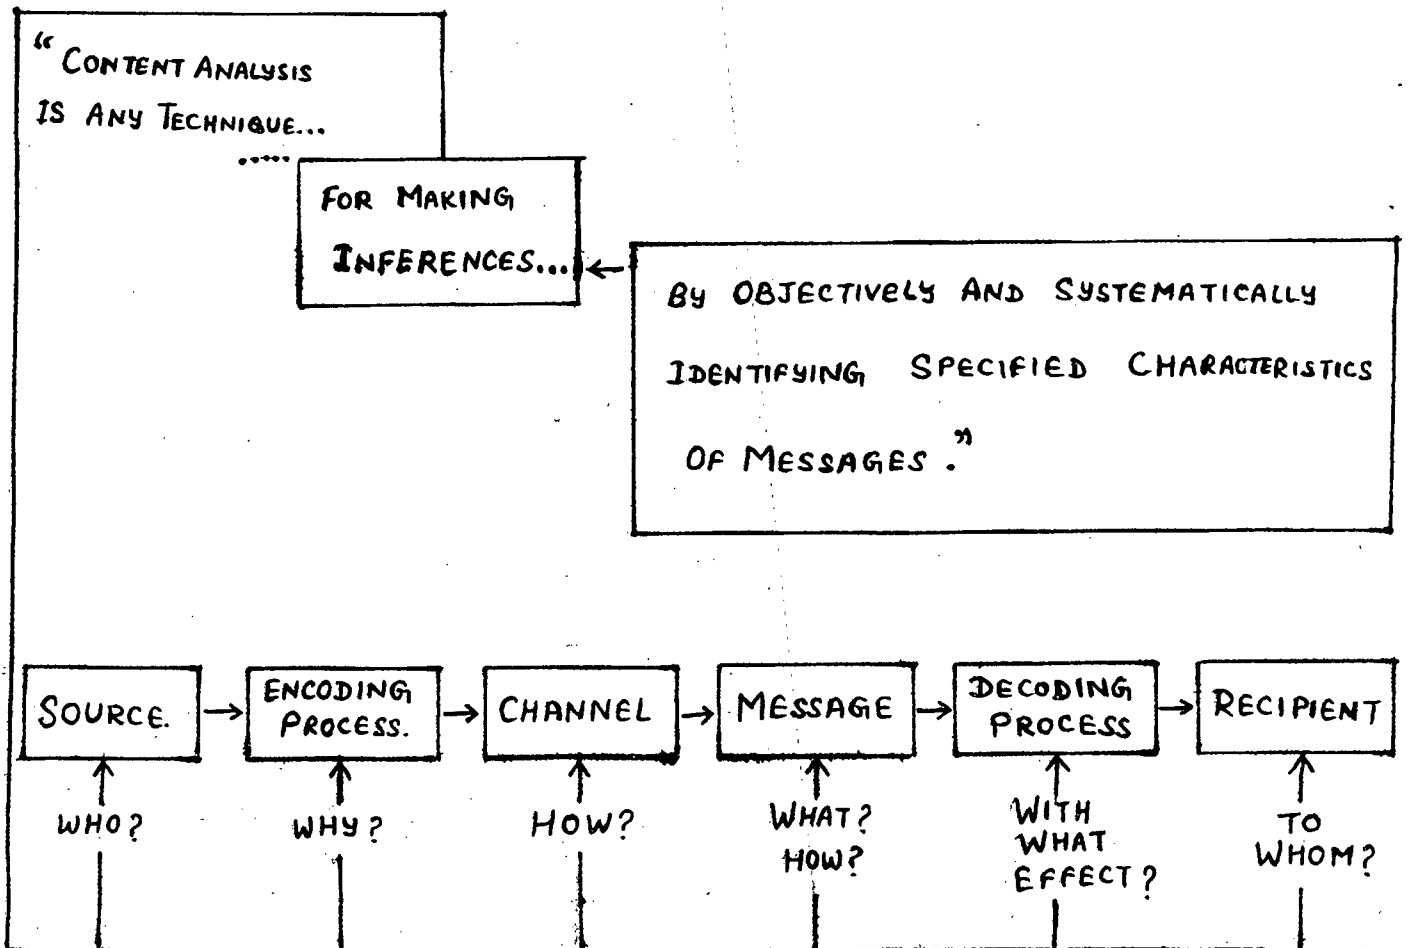 “ CONTENT ANALYSIS
IS ANY TECHNIQUE...
.....
FOR MAKING
INFERENCES...
BY OBJECTIVELY AND SYSTEMATICALLY
IDENTIFYING SPECIFIED CHARACTERISTICS
OF MESSAGES .”
SOURCE.
ENCODING
PROCESS.
CHANNEL
MESSAGE
DECODING
PROCESS
RECIPIENT
WHO?
WHY?
HOW?
WHAT?
HOW?
WITH
WHAT
EFFECT?
TO
WHOM?